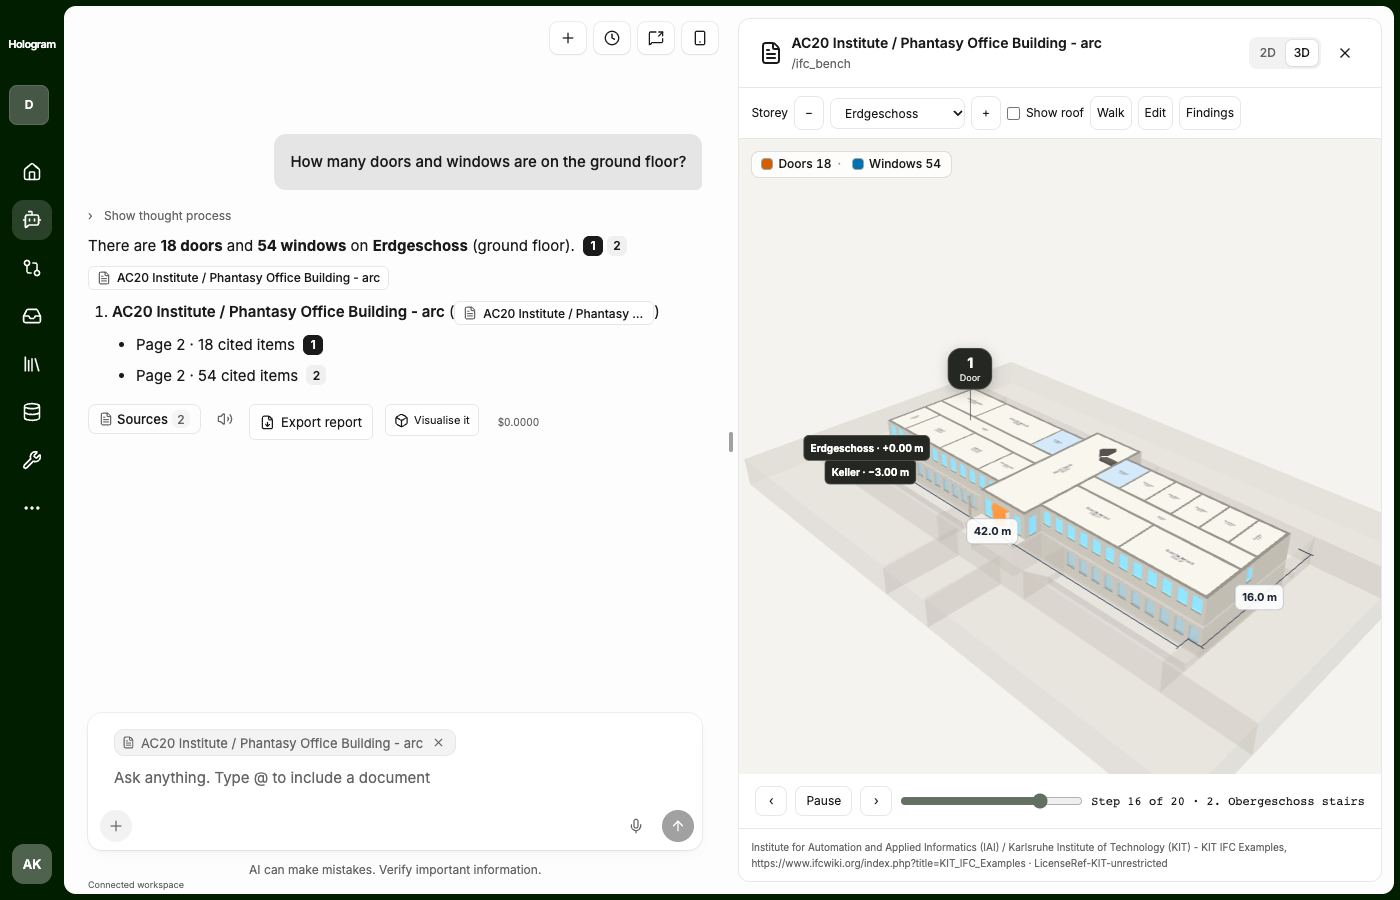 Hologram
D
AK
How many doors and windows are on the ground floor?
Show thought process
There are 18 doors and 54 windows on Erdgeschoss (ground floor). 1 2
AC20 Institute / Phantasy Office Building - arc
1. AC20 Institute / Phantasy Office Building - arc (AC20 Institute / Phantasy ...)
• Page 2 · 18 cited items 1
• Page 2 · 54 cited items 2
Sources 2
Export report
Visualise it
$0.0000
AC20 Institute / Phantasy Office Building - arc
Ask anything. Type @ to include a document
AI can make mistakes. Verify important information.
Connected workspace
AC20 Institute / Phantasy Office Building - arc
/ifc_bench
2D 3D
Storey − Erdgeschoss + Show roof Walk Edit Findings
Doors 18 · Windows 54
1
Door
Erdgeschoss · +0.00 m
Keller · −3.00 m
42.0 m
16.0 m
‹ Pause › Step 16 of 20 · 2. Obergeschoss stairs
Institute for Automation and Applied Informatics (IAI) / Karlsruhe Institute of Technology (KIT) - KIT IFC Examples,
https://www.ifcwiki.org/index.php?title=KIT_IFC_Examples · LicenseRef-KIT-unrestricted